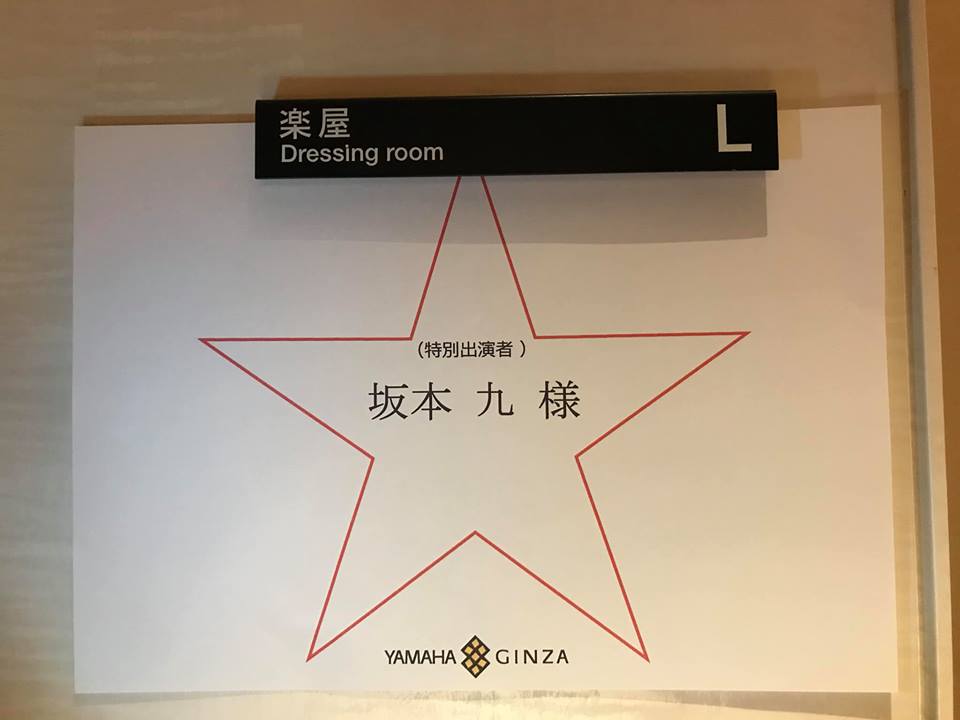 楽屋
Dressing room
L
（特別出演者 ）
坂本 九 様
YAMAHA GINZA